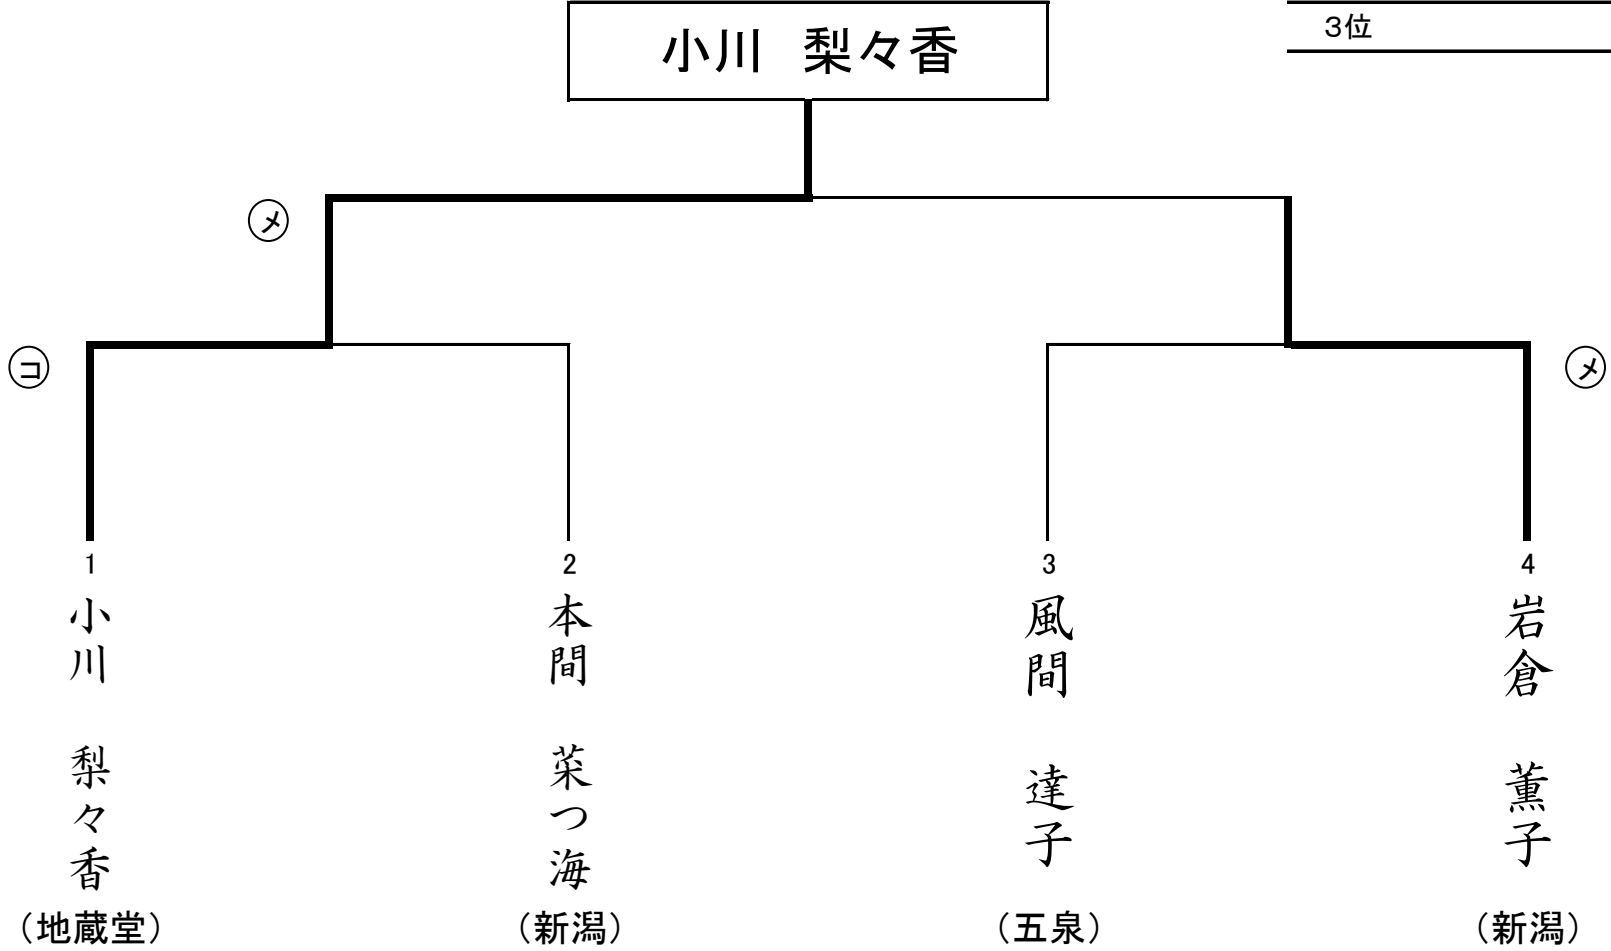 小川　梨々香
３位
㋱
㋙
㋱
1
2
3
4
小川　梨々香
本間　菜つ海
風間　達子
岩倉　薫子
（地蔵堂）
（新潟）
（五泉）
（新潟）